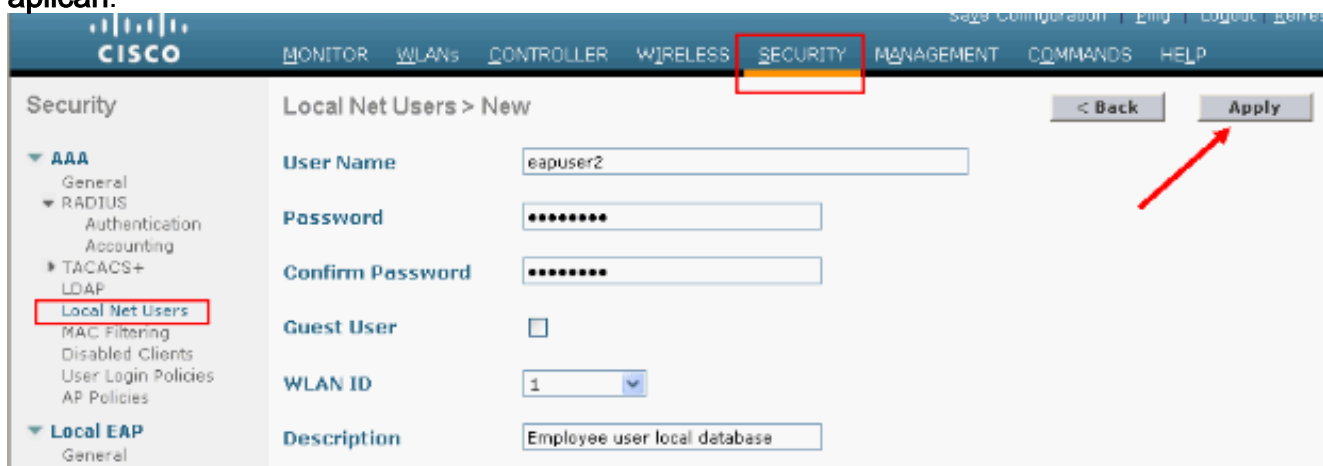 aplican.
Save Configuration | Ping | Logout | Refres
CISCO
MONITOR WLANs CONTROLLER WIRELESS SECURITY MANAGEMENT COMMANDS HELP
Security
Local Net Users > New
< Back
Apply
AAA
General
RADIUS
Authentication
Accounting
TACACS+
LDAP
Local Net Users
MAC Filtering
Disabled Clients
User Login Policies
AP Policies
Local EAP
General
User Name
eapuser2
Password
••••••••
Confirm Password
••••••••
Guest User
WLAN ID
1
Description
Employee user local database